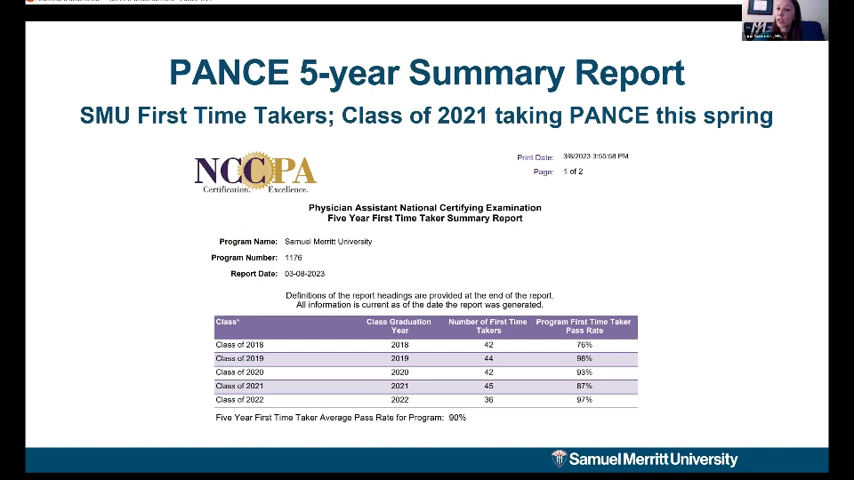 PANCE 5-year Summary Report
SMU First Time Takers; Class of 2021 taking PANCE this spring
NCCPA
Certification. Excellence.
Print Date: 3/8/2023 3:55:58 PM
Page: 1 of 2
Physician Assistant National Certifying Examination
Five Year First Time Taker Summary Report
Program Name: Samuel Merritt University
Program Number: 1176
Report Date: 03-08-2023
Definitions of the report headings are provided at the end of the report.
All information is current as of the date the report was generated.
Class* Class Graduation Year Number of First Time Takers Program First Time Taker Pass Rate
Class of 2018 2018 42 76%
Class of 2019 2019 44 98%
Class of 2020 2020 42 93%
Class of 2021 2021 45 87%
Class of 2022 2022 36 97%
Five Year First Time Taker Average Pass Rate for Program: 90%
Samuel Merritt University